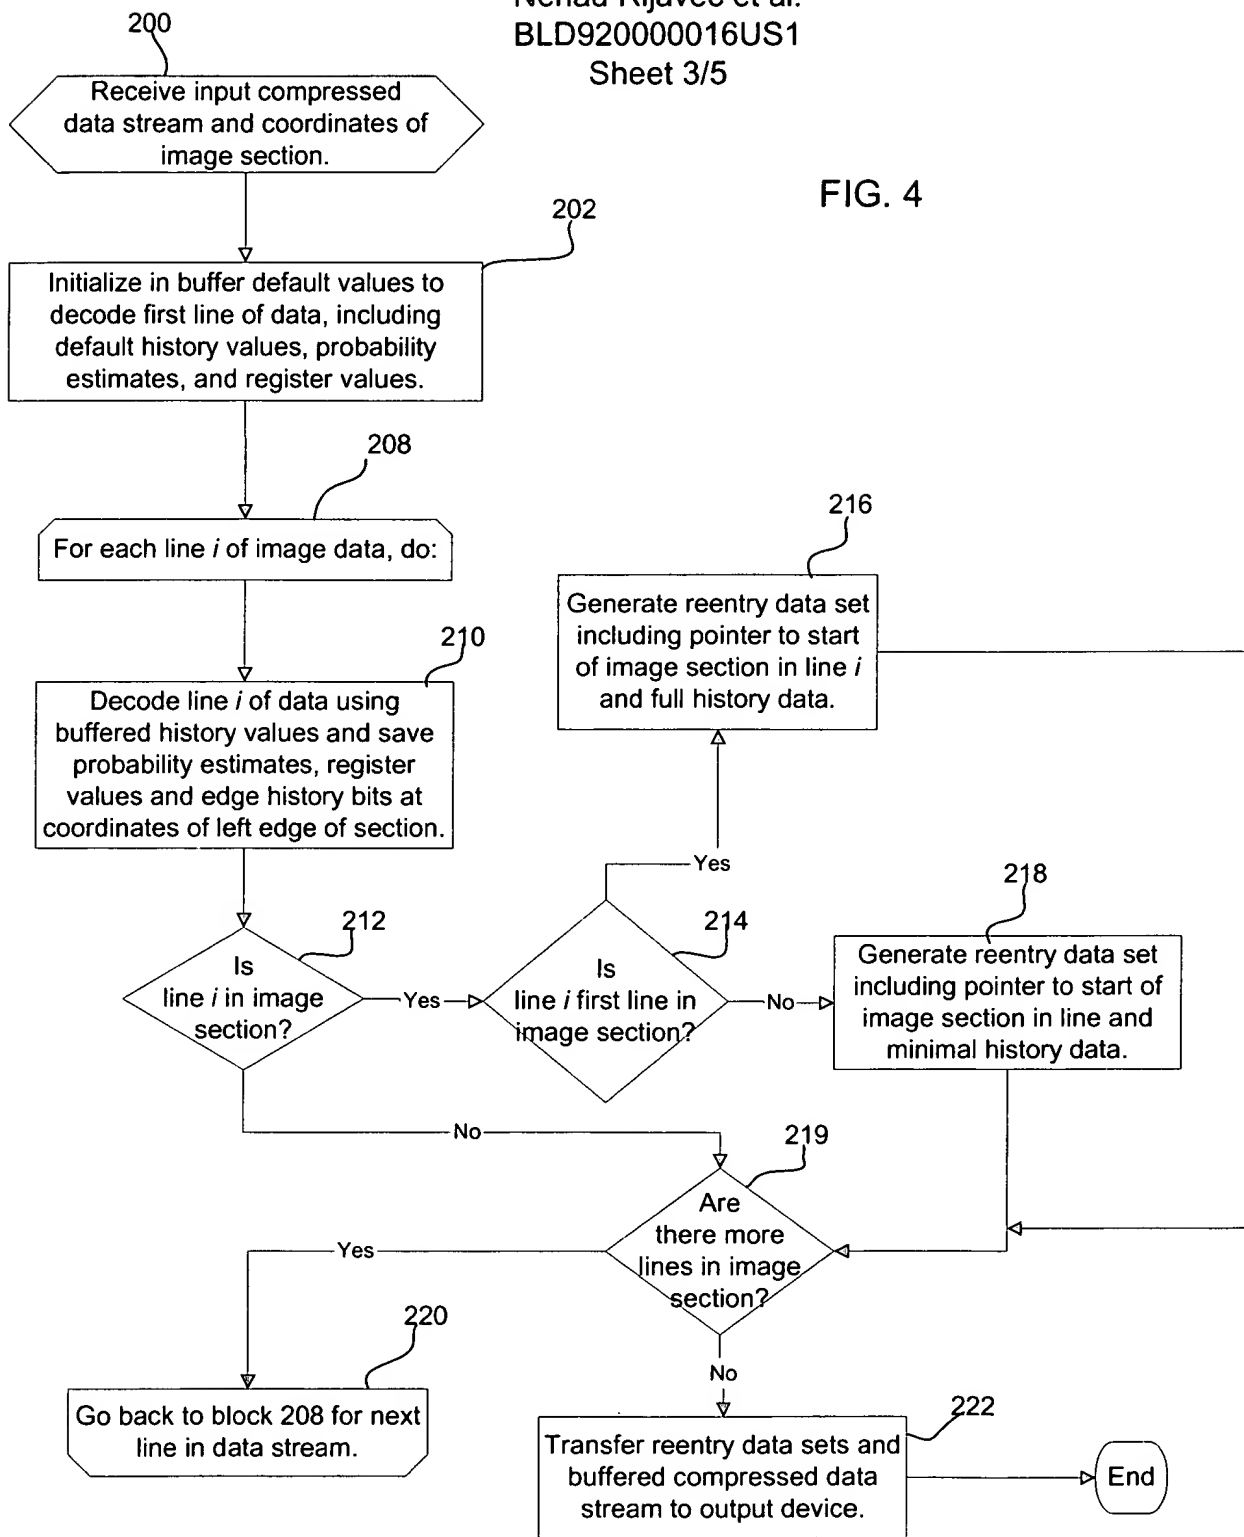 Nenad Rijavec et al.
BLD920000016US1
Sheet 3/5
FIG. 4
200
Receive input compressed
data stream and coordinates of
image section.
202
Initialize in buffer default values to
decode first line of data, including
default history values, probability
estimates, and register values.
208
For each line i of image data, do:
210
Decode line i of data using
buffered history values and save
probability estimates, register
values and edge history bits at
coordinates of left edge of section.
212
Is
line i in image
section?
Yes
No
214
Is
line i first line in
image section?
Yes
No
216
Generate reentry data set
including pointer to start
of image section in line i
and full history data.
218
Generate reentry data set
including pointer to start of
image section in line and
minimal history data.
219
Are
there more
lines in image
section?
Yes
No
220
Go back to block 208 for next
line in data stream.
222
Transfer reentry data sets and
buffered compressed data
stream to output device.
End